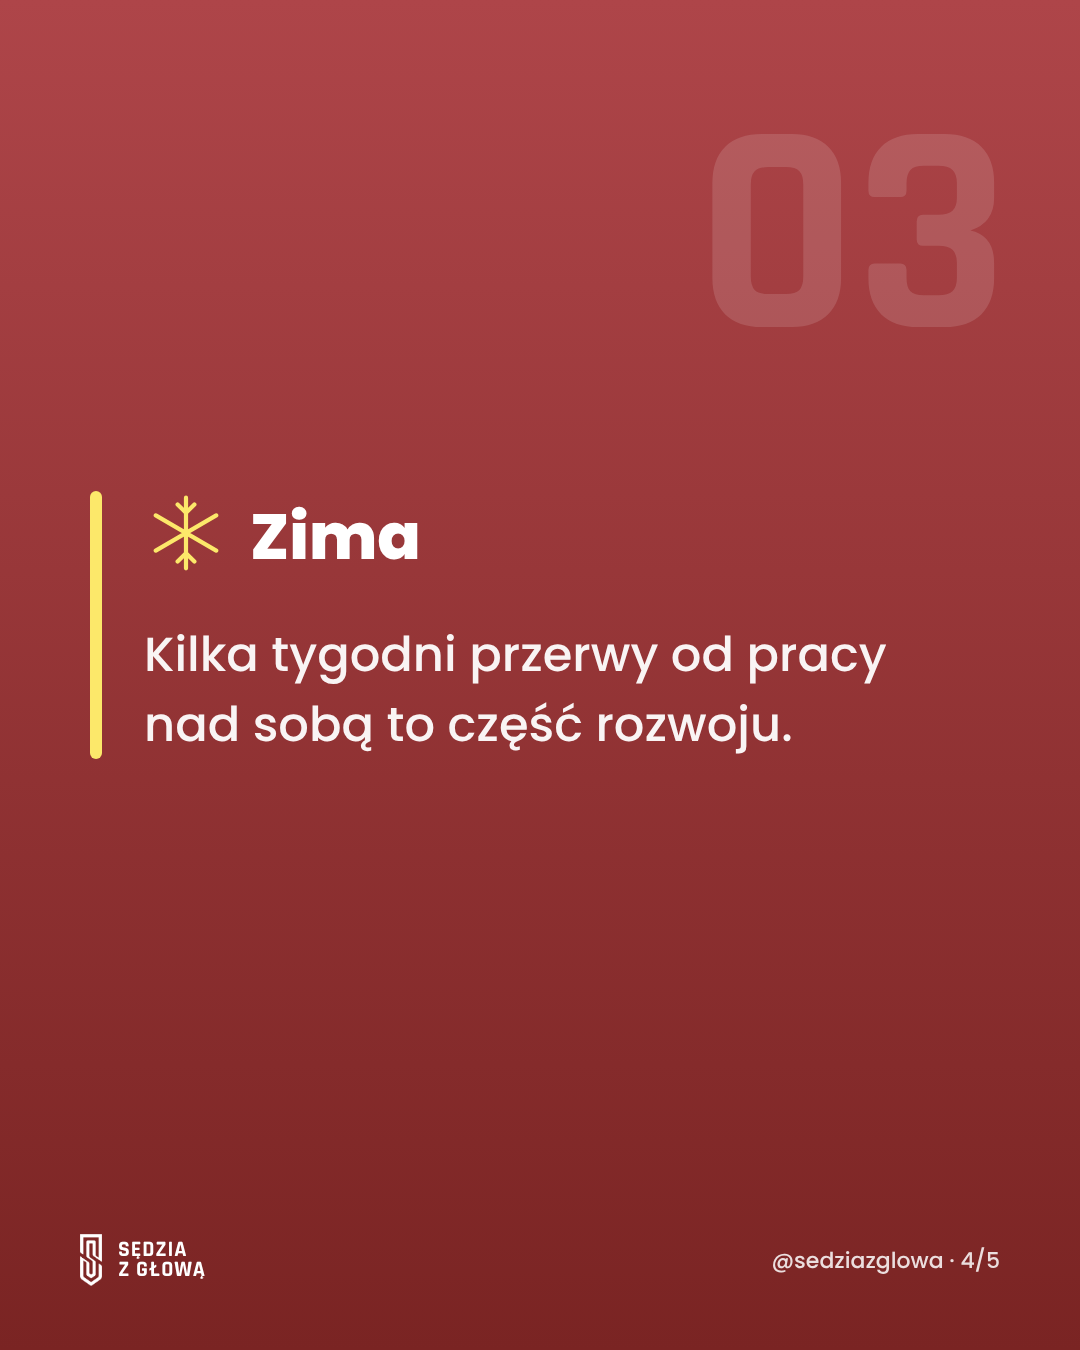 03
Zima
Kilka tygodni przerwy od pracy
nad sobą to część rozwoju.
SĘDZIA
Z GŁOWĄ
@sedziazglowa · 4/5